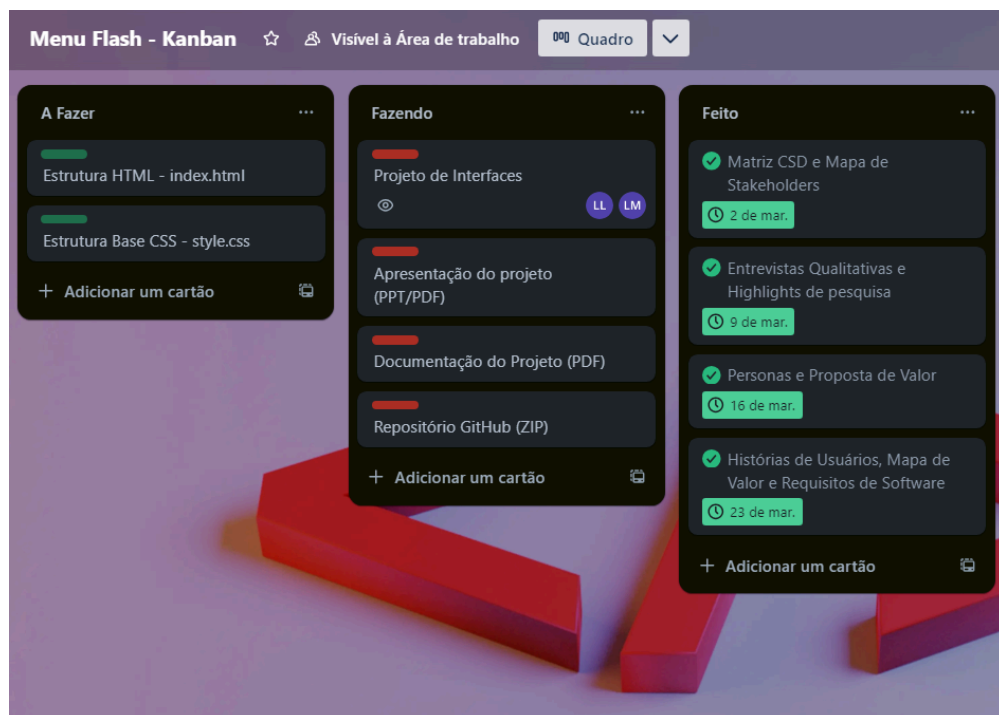 Menu Flash - Kanban
Visível à Área de trabalho
Quadro
A Fazer
Estrutura HTML - index.html
Estrutura Base CSS - style.css
Adicionar um cartão
Fazendo
Projeto de Interfaces
LL
LM
Apresentação do projeto
(PPT/PDF)
Documentação do Projeto (PDF)
Repositório GitHub (ZIP)
Adicionar um cartão
Feito
Matriz CSD e Mapa de
Stakeholders
2 de mar.
Entrevistas Qualitativas e
Highlights de pesquisa
9 de mar.
Personas e Proposta de Valor
16 de mar.
Histórias de Usuários, Mapa de
Valor e Requisitos de Software
23 de mar.
Adicionar um cartão